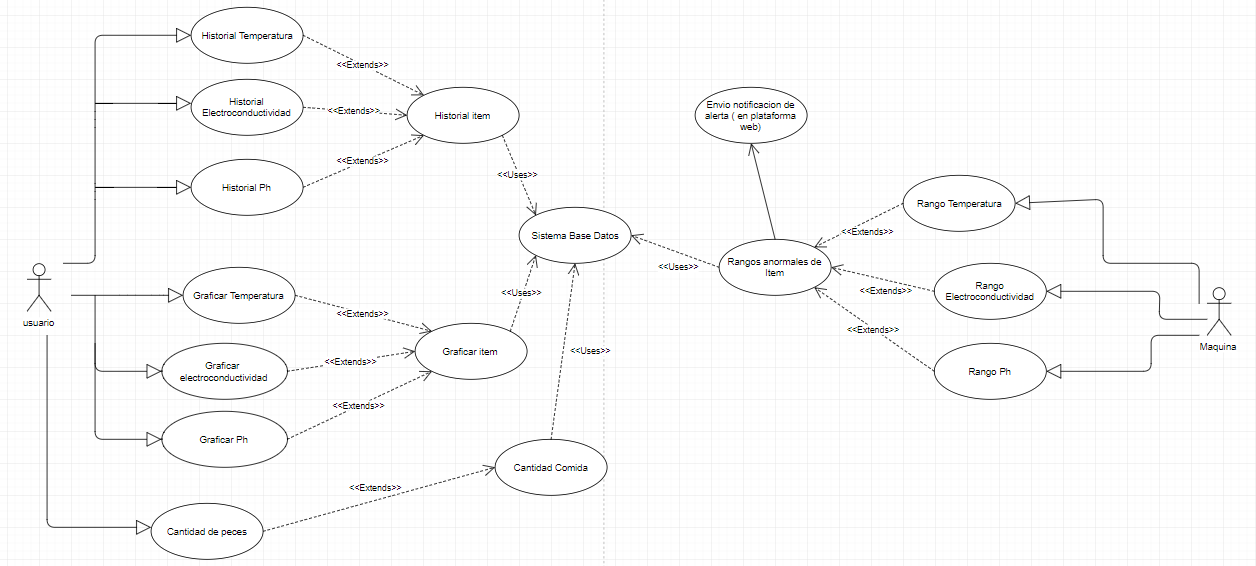 Historial Temperatura
<<Extends>>
Historial
Electroconductividad
<<Extends>>
Historial item
Historial Ph
<<Extends>>
<<Uses>>
Envio notificacion de
alerta ( en plataforma
web)
Sistema Base Datos
<<Uses>>
Rangos anormales de
Item
<<Extends>>
Rango Temperatura
<<Extends>>
Rango
Electroconductividad
<<Extends>>
Rango Ph
Maquina
usuario
Graficar Temperatura
<<Extends>>
<<Uses>>
Graficar
electroconductividad
<<Extends>>
Graficar item
<<Uses>>
Graficar Ph
<<Extends>>
Cantidad Comida
<<Extends>>
Cantidad de peces